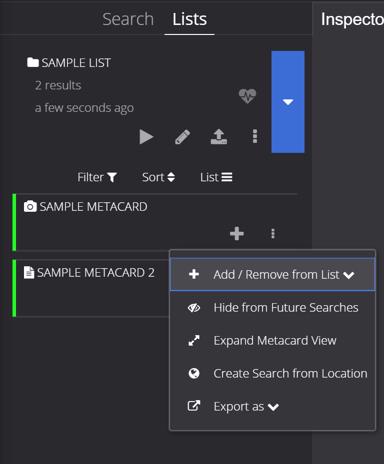 Search Lists Inspecto
SAMPLE LIST
2 results
a few seconds ago
Filter Sort List
SAMPLE METACARD
SAMPLE METACARD 2
Add / Remove from List
Hide from Future Searches
Expand Metacard View
Create Search from Location
Export as